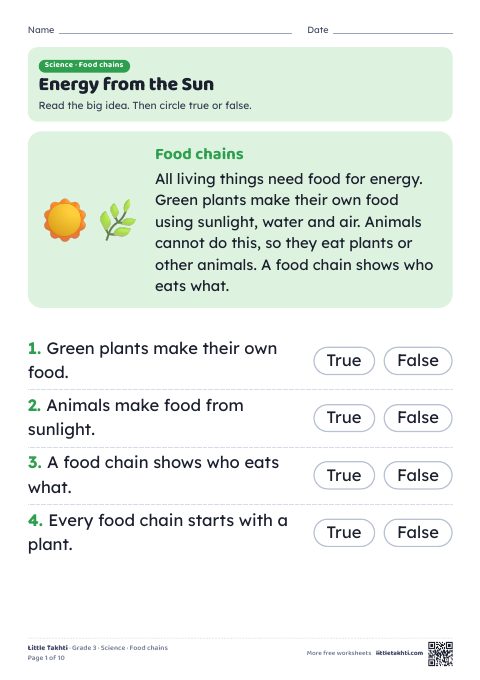 Name
Date
Science · Food chains
Energy from the Sun
Read the big idea. Then circle true or false.
Food chains
All living things need food for energy.
Green plants make their own food
using sunlight, water and air. Animals
cannot do this, so they eat plants or
other animals. A food chain shows who
eats what.
1. Green plants make their own
food.
True False
2. Animals make food from
sunlight.
True False
3. A food chain shows who eats
what.
True False
4. Every food chain starts with a
plant.
True False
Little Takhti · Grade 3 · Science · Food chains
Page 1 of 10
More free worksheets littletakhti.com